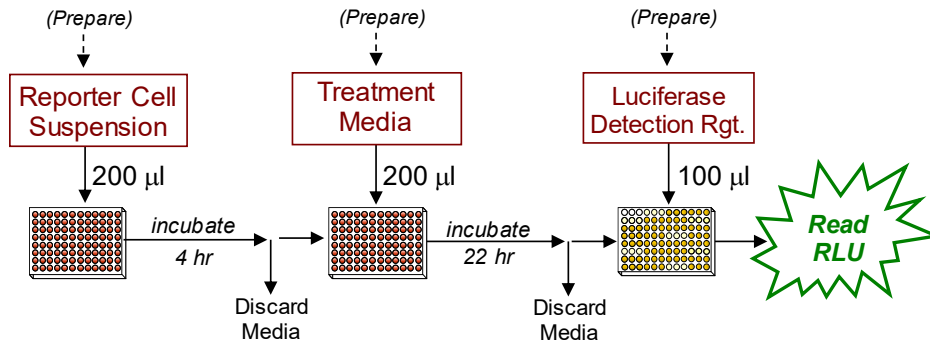 (Prepare)
(Prepare)
(Prepare)
Reporter Cell
Suspension
Treatment
Media
Luciferase
Detection Rgt.
200 µl
200 µl
100 µl
incubate
4 hr
incubate
22 hr
Read
RLU
Discard
Media
Discard
Media